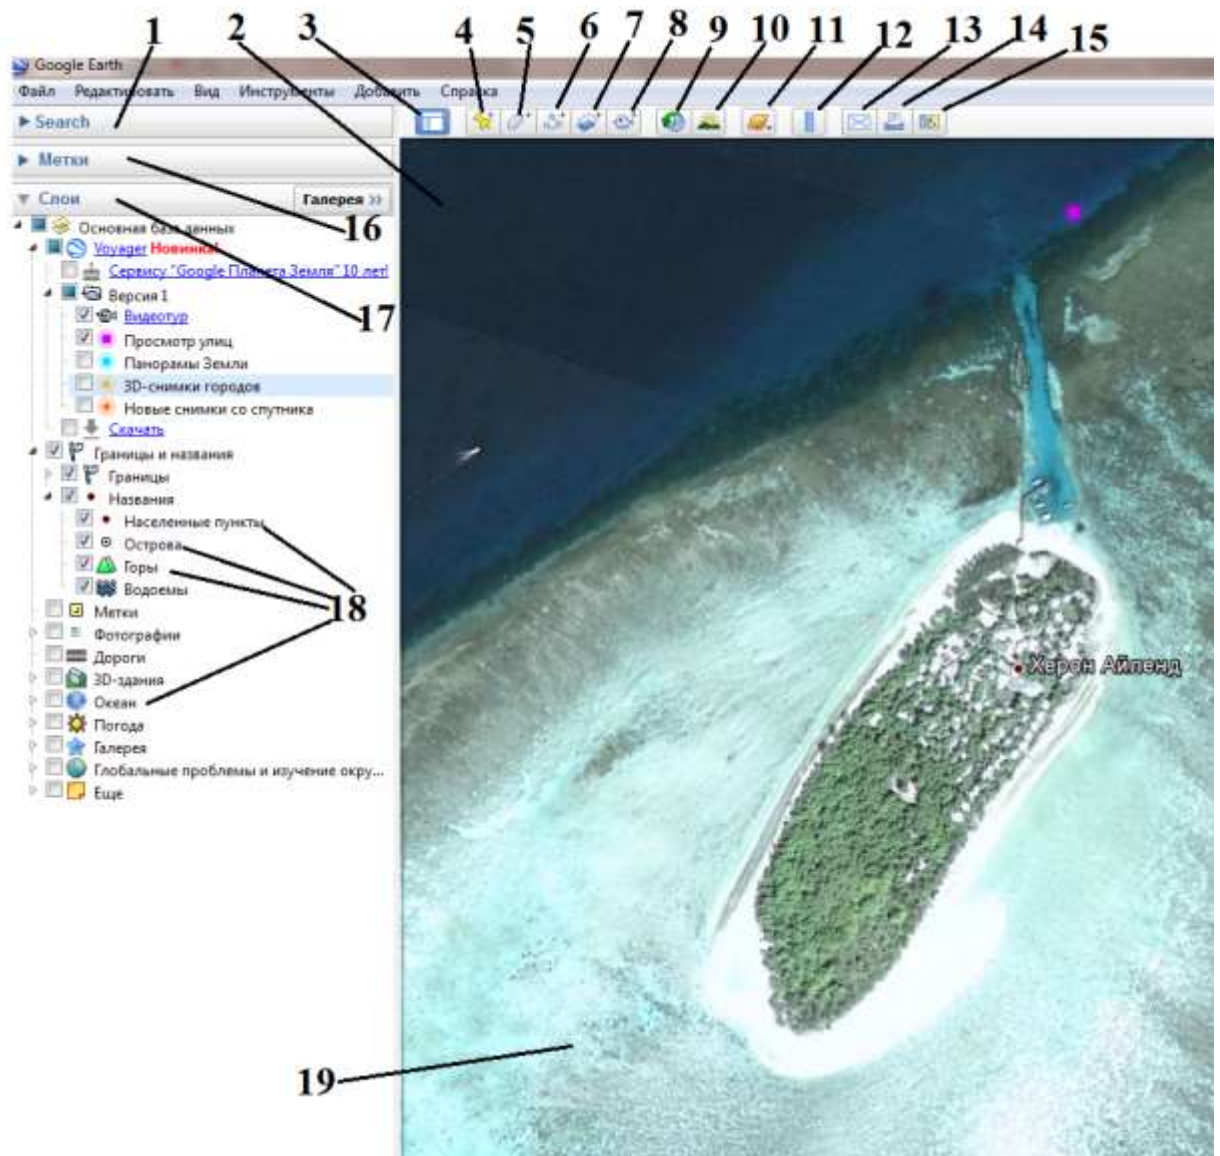 1 2 3 4 5 6 7 8 9 10 11 12 13 14 15
Google Earth
Файл Редактировать Вид Инструменты Добавить Справка
Search
Метки
Слои Галерея
16
Основная база данных
Voyager Новинка!
Сервису "Google Планета Земля" 10 лет!
Версия 1
17
Видеотур
Просмотр улиц
Панорамы Земли
3D-снимки городов
Новые снимки со спутника
Скачать
Границы и названия
Границы
Названия
Населенные пункты
Острова
Горы
Водоемы
18
Метки
Фотографии
Дороги
3D-здания
Океан
Погода
Галерея
Глобальные проблемы и изучение окру...
Еще
Херон Айленд
19